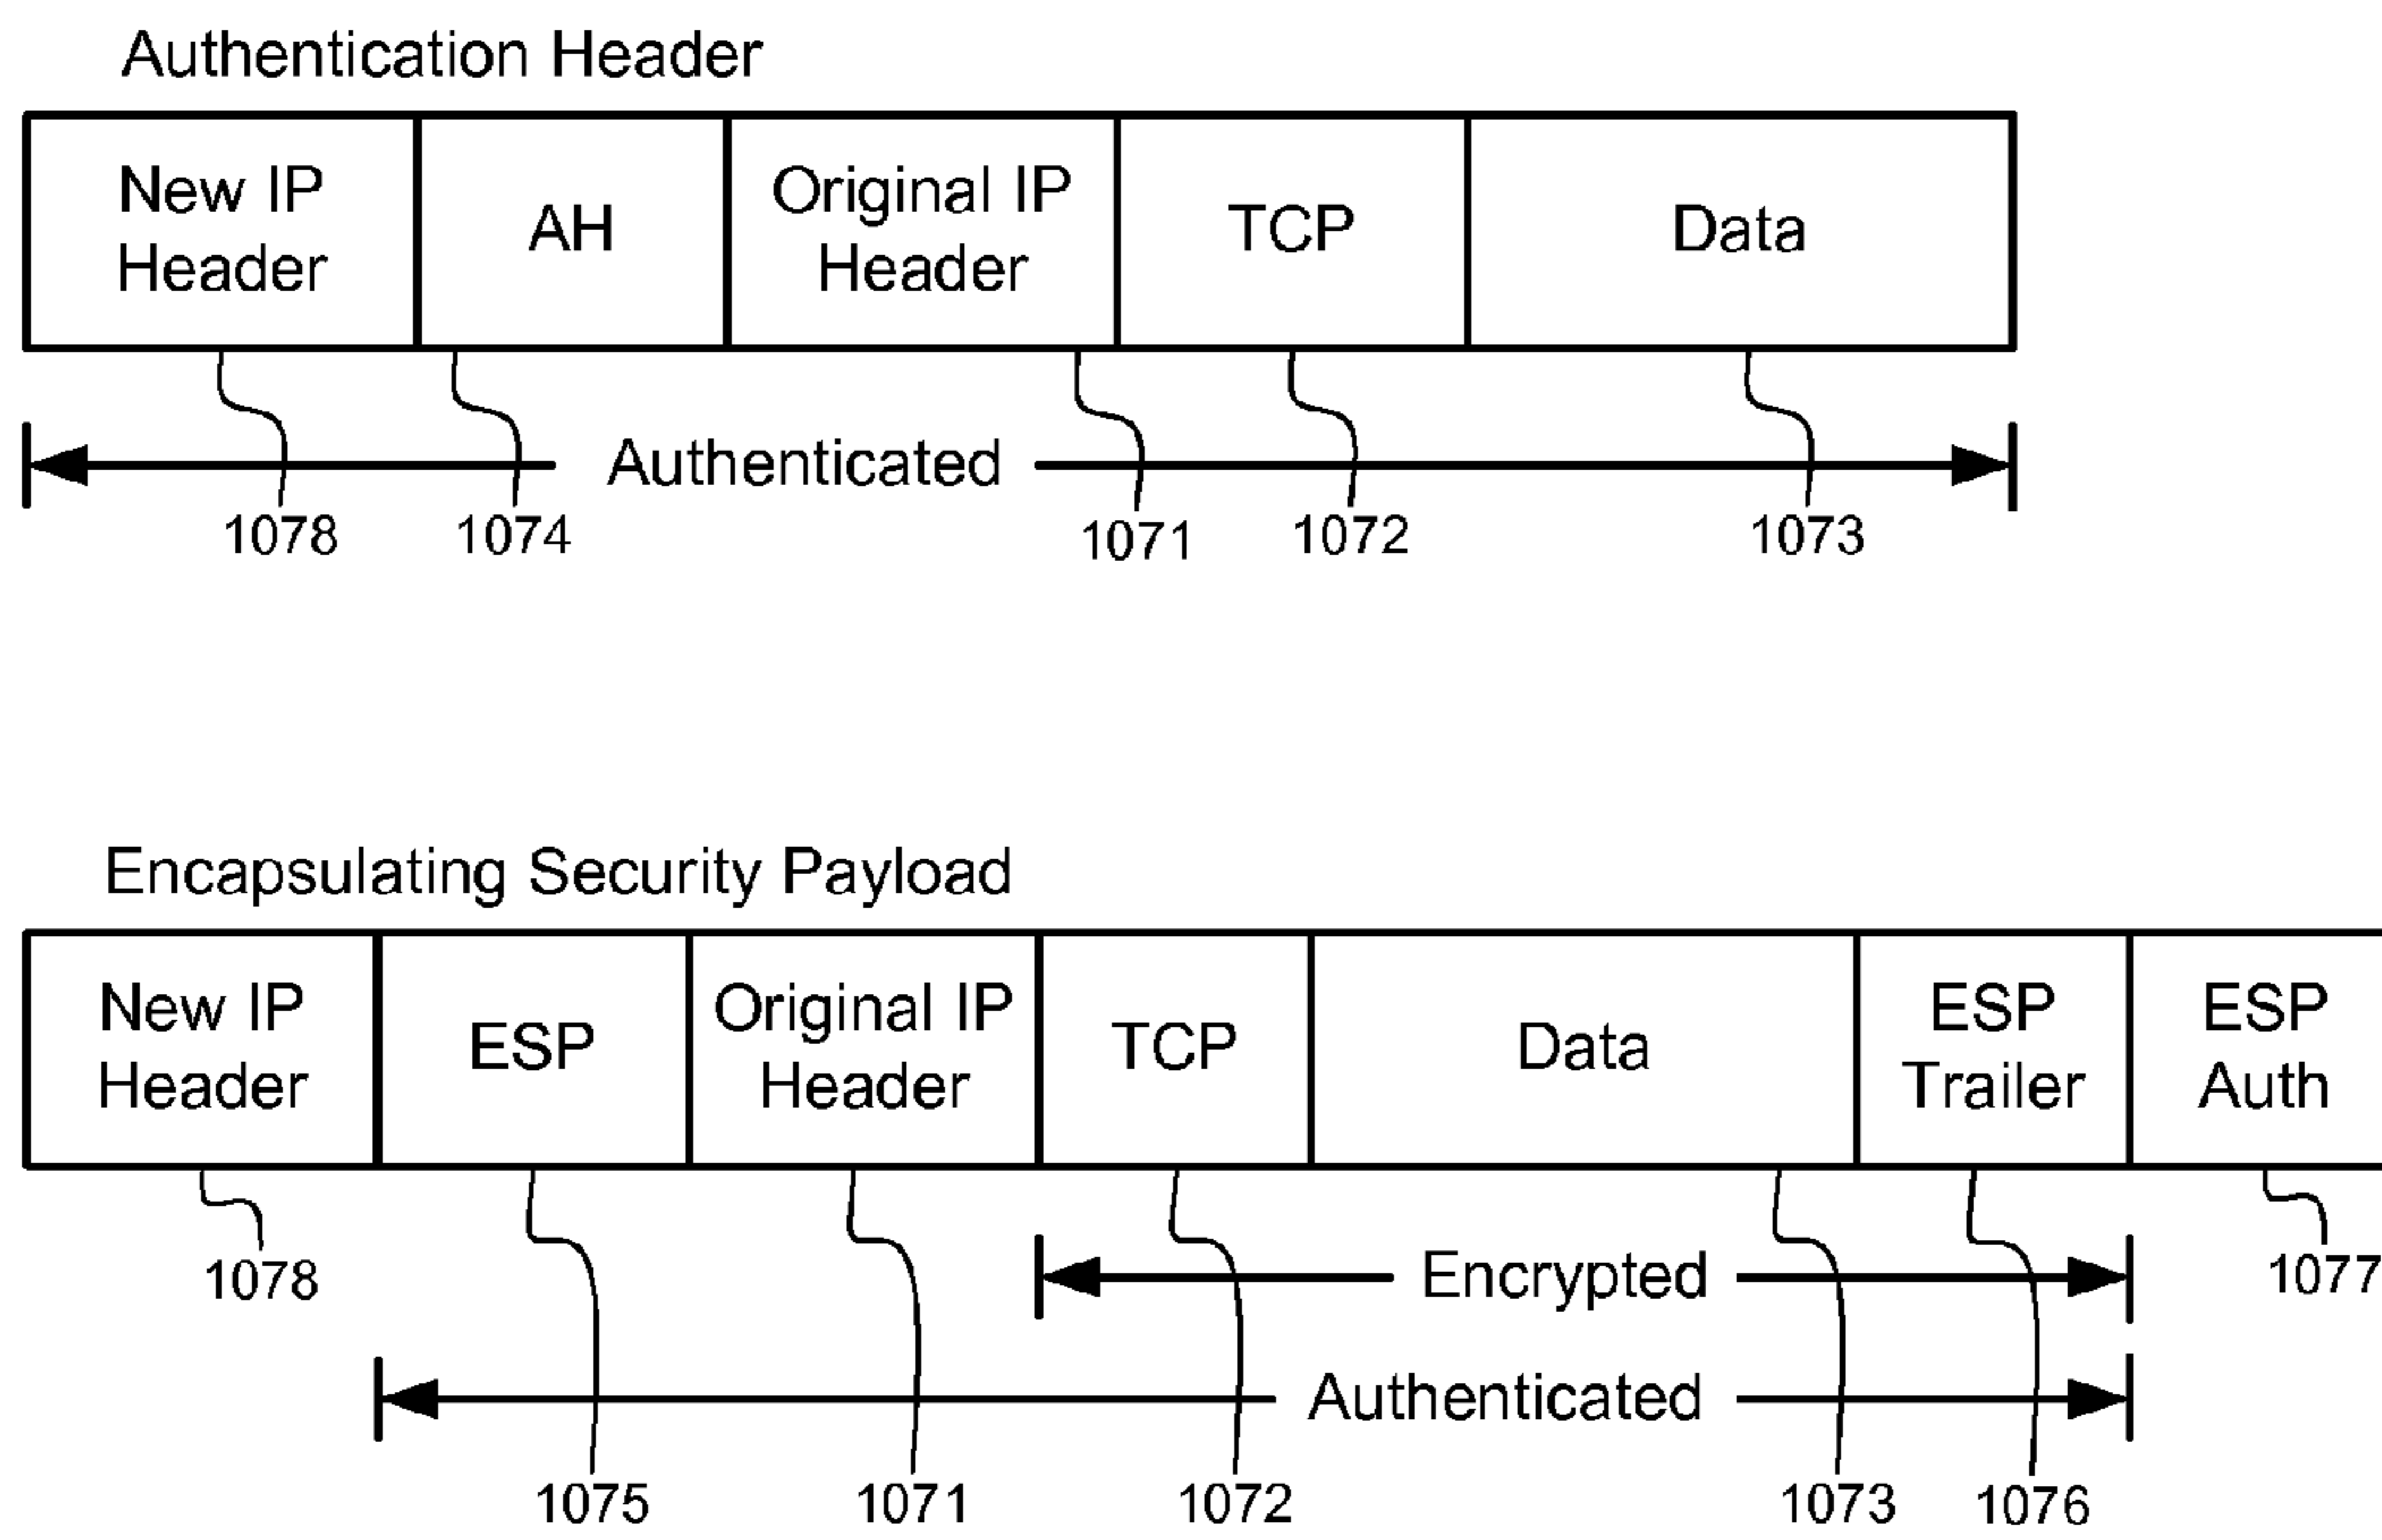 Authentication Header
New IP
Header
AH
Original IP
Header
TCP
Data
Authenticated
1078
1074
1071
1072
1073
Encapsulating Security Payload
New IP
Header
ESP
Original IP
Header
TCP
Data
ESP
Trailer
ESP
Auth
1078
Encrypted
1077
Authenticated
1075
1071
1072
1073
1076